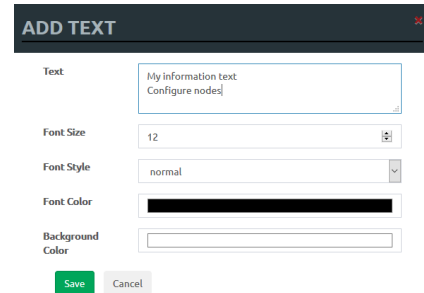 ADD TEXT
Text
My information text
Configure nodes
Font Size
12
Font Style
normal
Font Color
Background
Color
Save Cancel